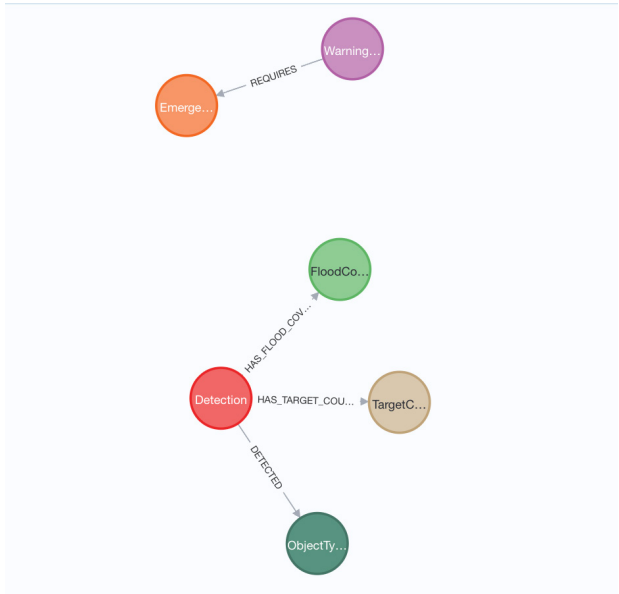 Warning…
REQUIRES
Emerge…
FloodCo…
HAS_FLOOD_COV…
Detection
HAS_TARGET_COU…
TargetC…
DETECTED
ObjectTy…